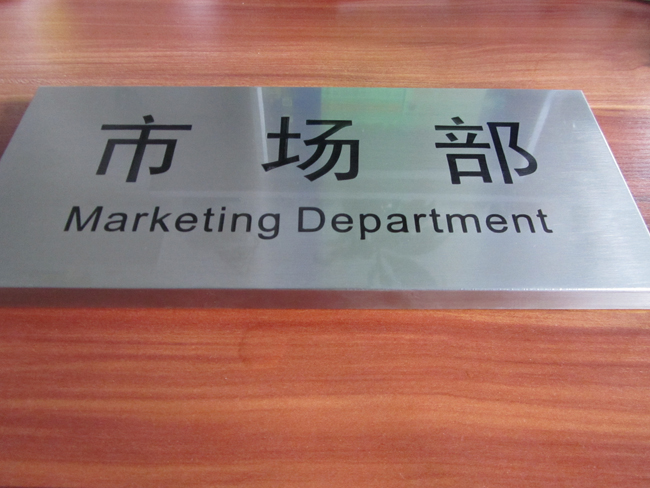 市场部
Marketing Department